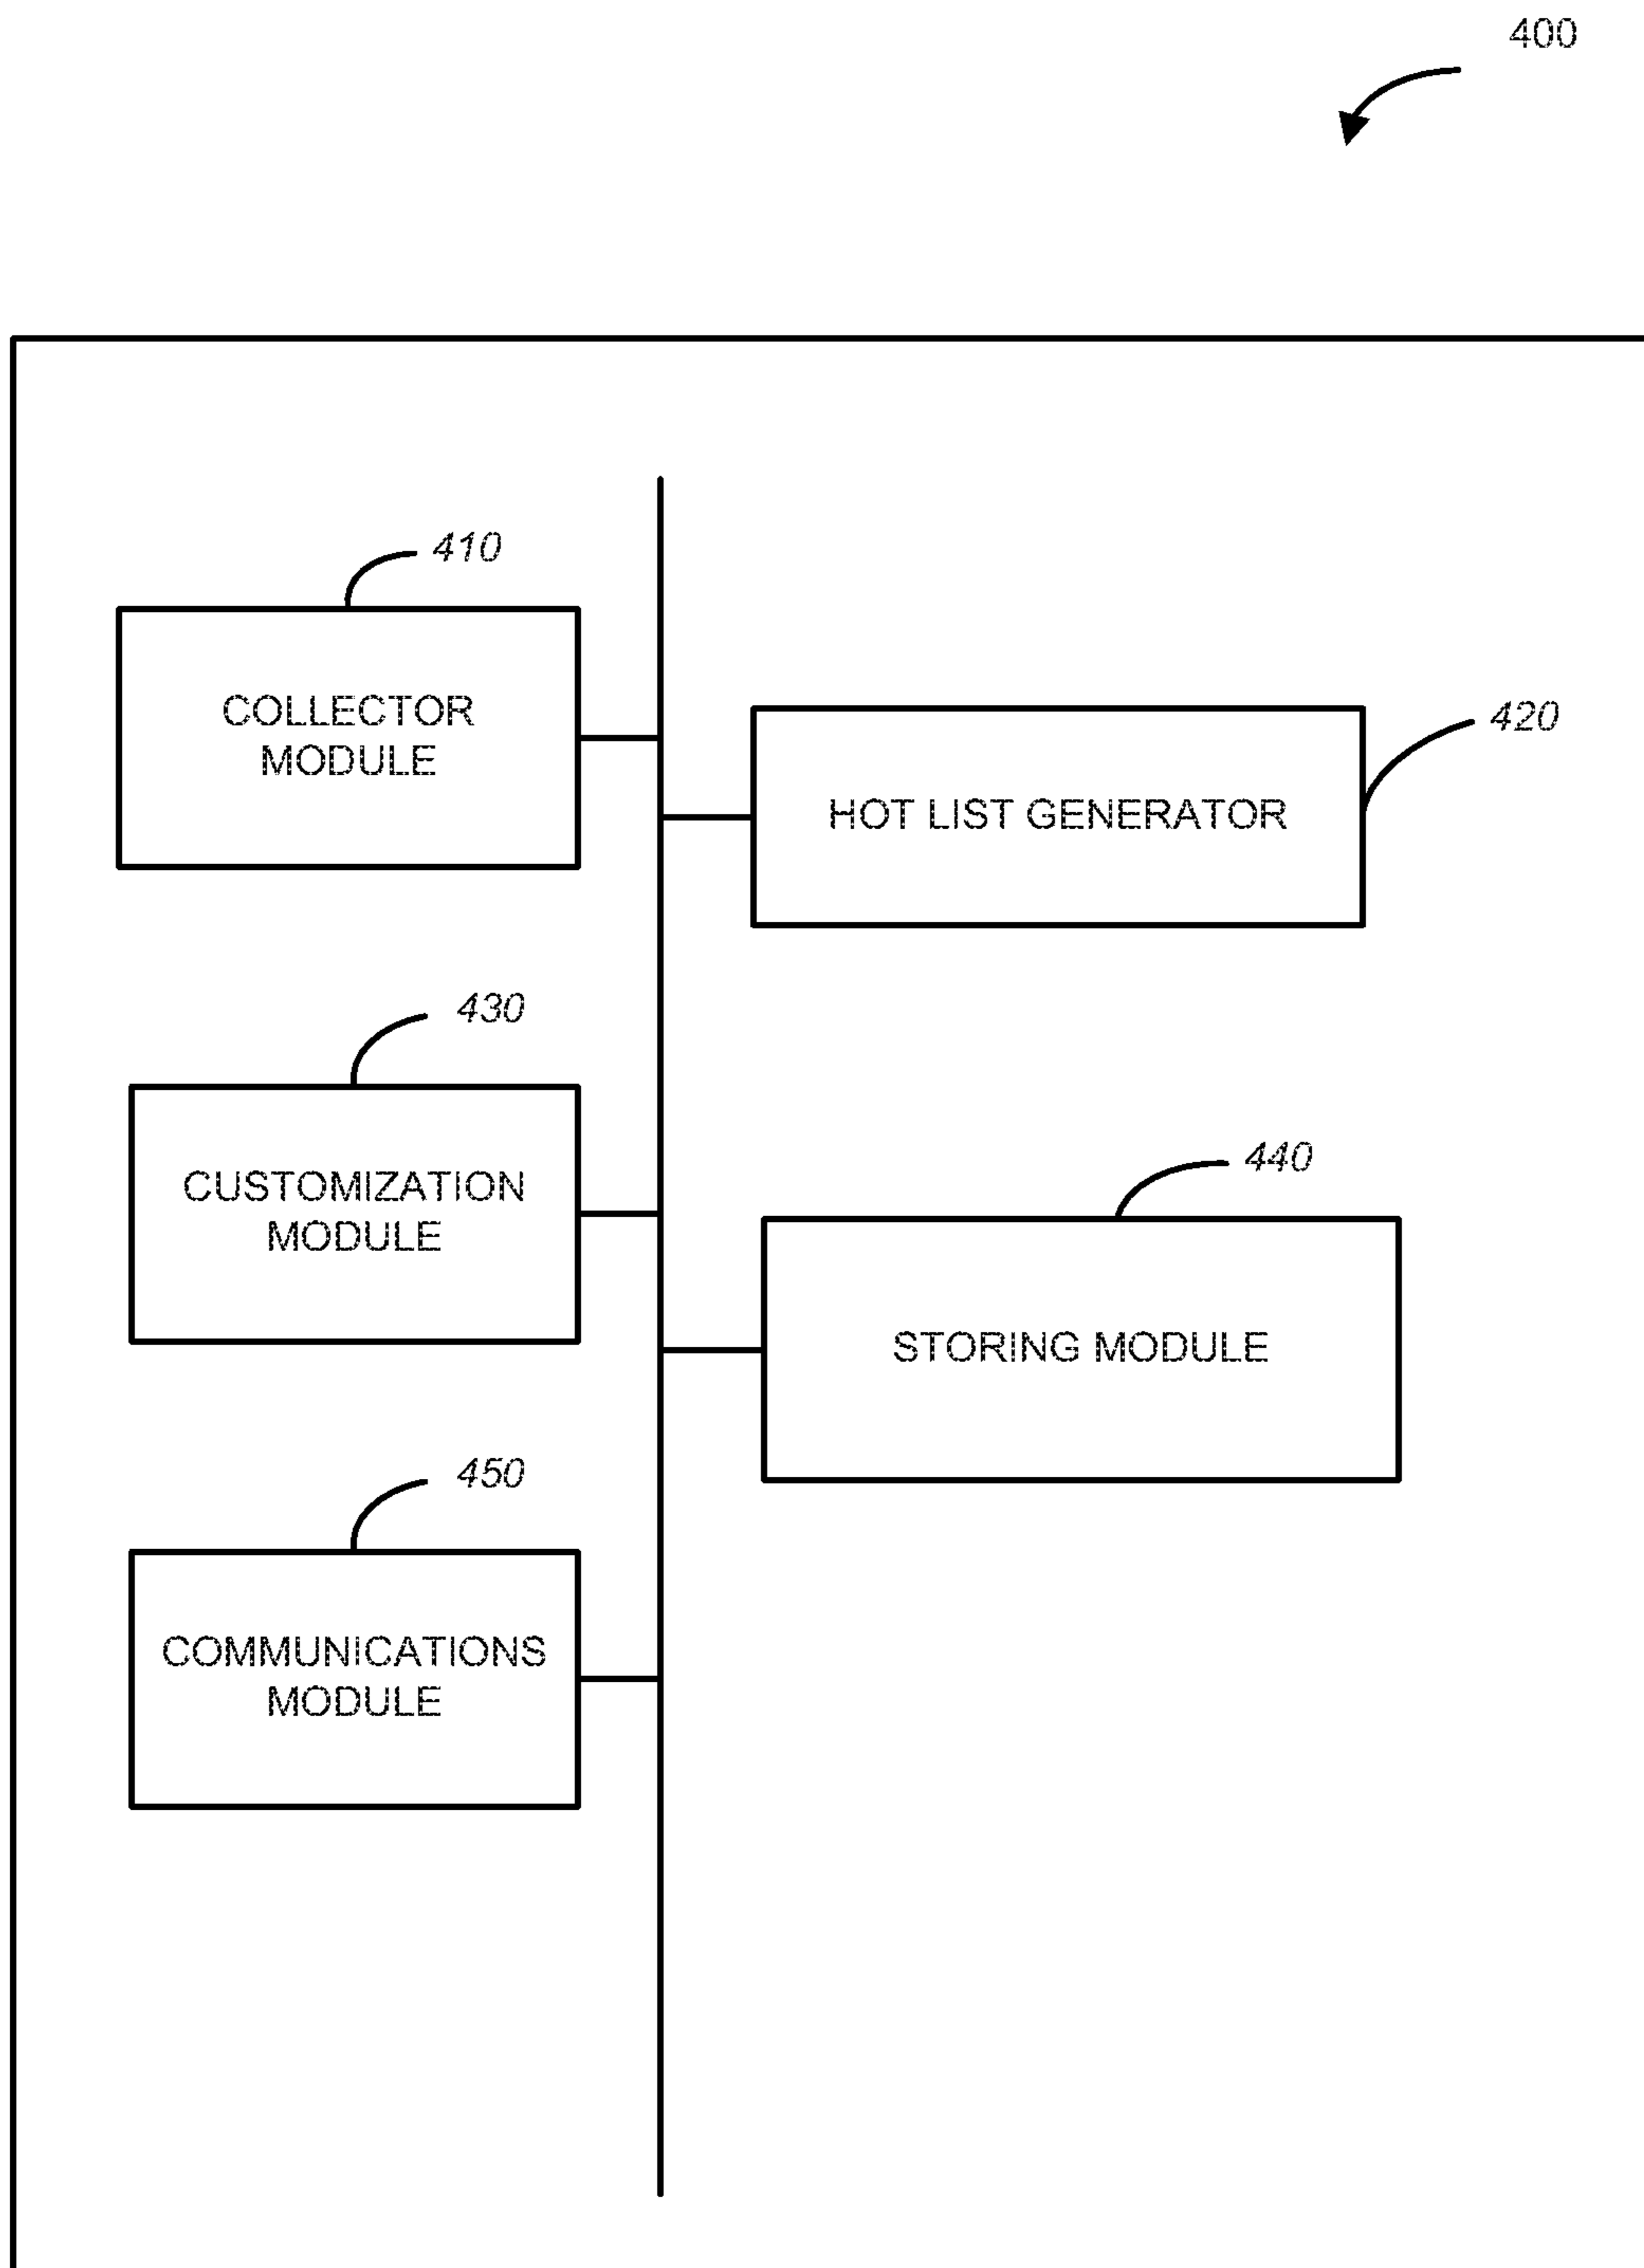 400
410
COLLECTOR
MODULE
420
HOT LIST GENERATOR
430
CUSTOMIZATION
MODULE
440
STORING MODULE
450
COMMUNICATIONS
MODULE